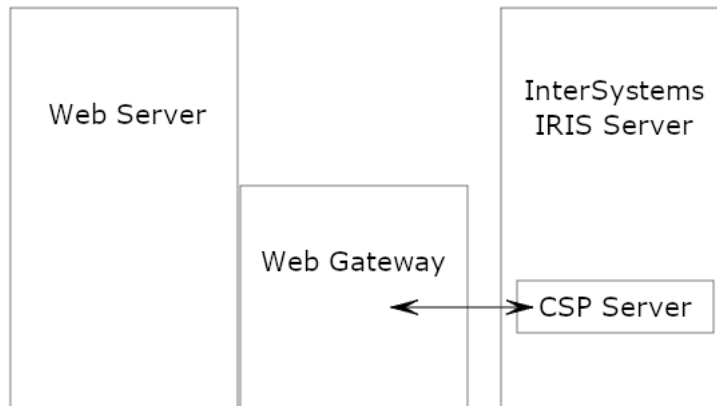 Web Server
InterSystems
IRIS Server
Web Gateway
CSP Server